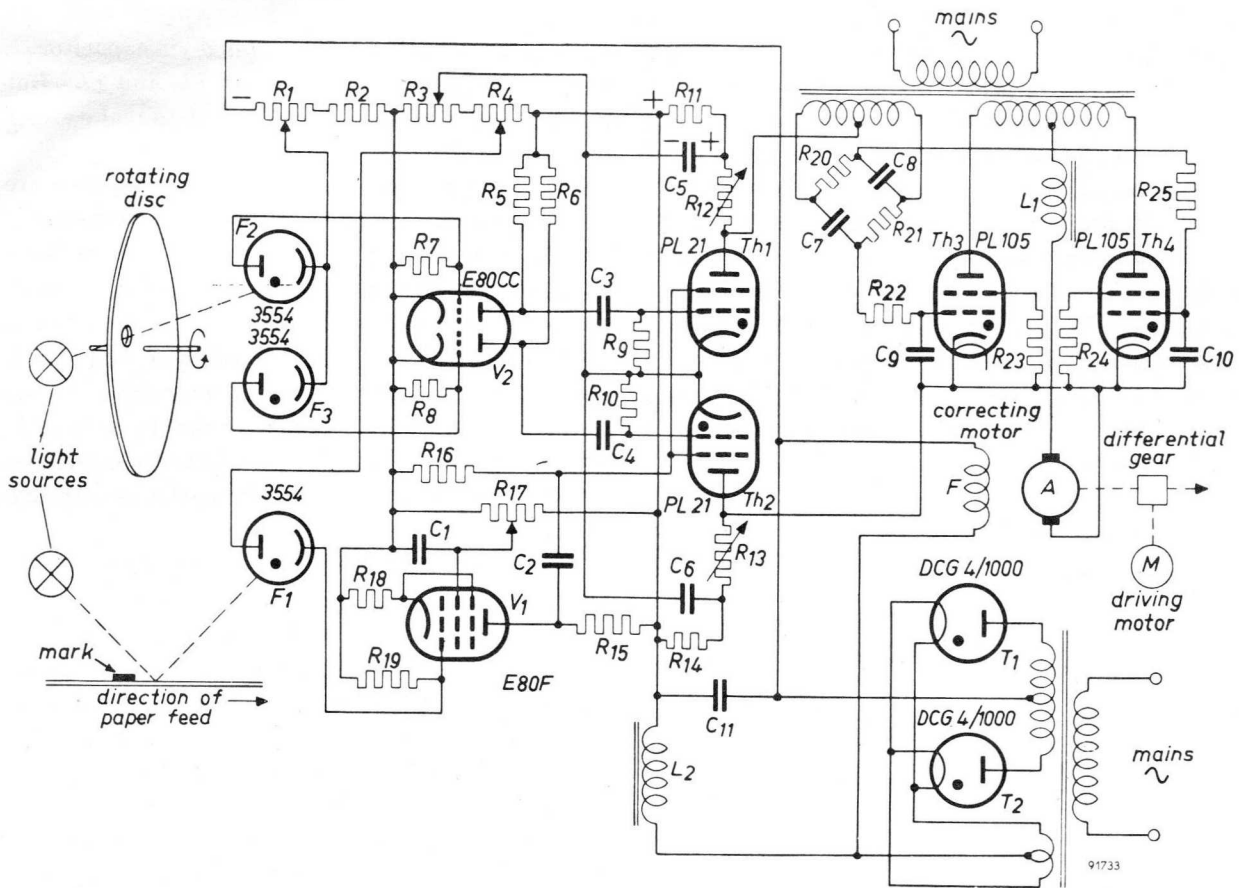 mains
~
-
R1
R2
R3
R4
+
R11
- +
C5
R12
R20
C8
C7
R21
L1
R25
rotating
disc
F2
3554
3554
F3
R5
R6
R7
E80CC
V2
R8
C3
R9
R10
C4
PL 21
Th1
PL 21
Th2
Th3
PL105
PL105
Th4
R22
C9
R23
R24
C10
light
sources
correcting
motor
differential
gear
F
A
M
driving
motor
R16
R17
3554
F1
C1
C2
R18
V1
R19
E80F
R15
C6
R13
R14
C11
L2
mark
direction of
paper feed
DCG 4/1000
T1
DCG 4/1000
T2
mains
~
91733